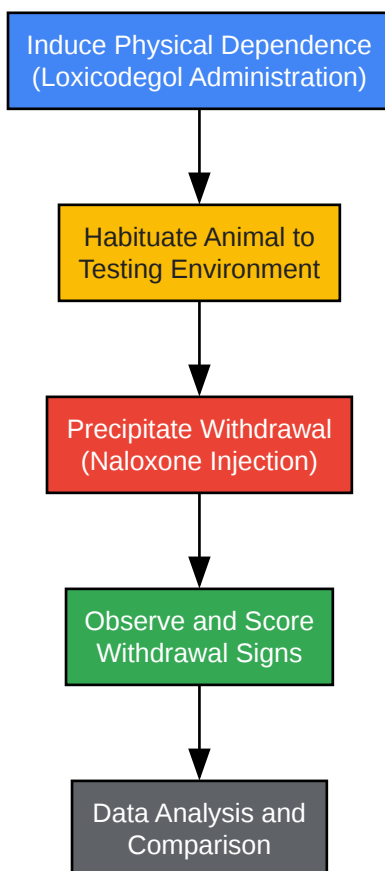 Induce Physical Dependence
(Loxicodegol Administration)
Habituate Animal to
Testing Environment
Precipitate Withdrawal
(Naloxone Injection)
Observe and Score
Withdrawal Signs
Data Analysis and
Comparison